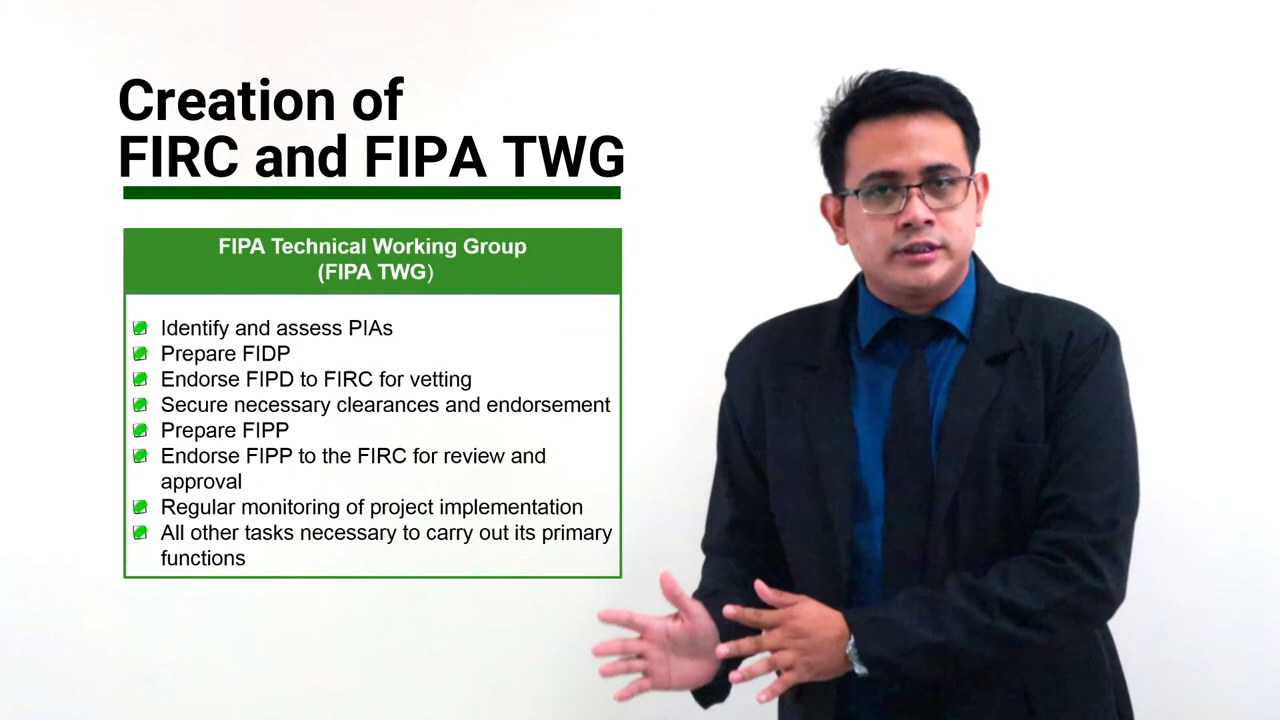 Creation of
FIRC and FIPA TWG
FIPA Technical Working Group
(FIPA TWG)
Identify and assess PIAs
Prepare FIDP
Endorse FIPD to FIRC for vetting
Secure necessary clearances and endorsement
Prepare FIPP
Endorse FIPP to the FIRC for review and
approval
Regular monitoring of project implementation
All other tasks necessary to carry out its primary
functions